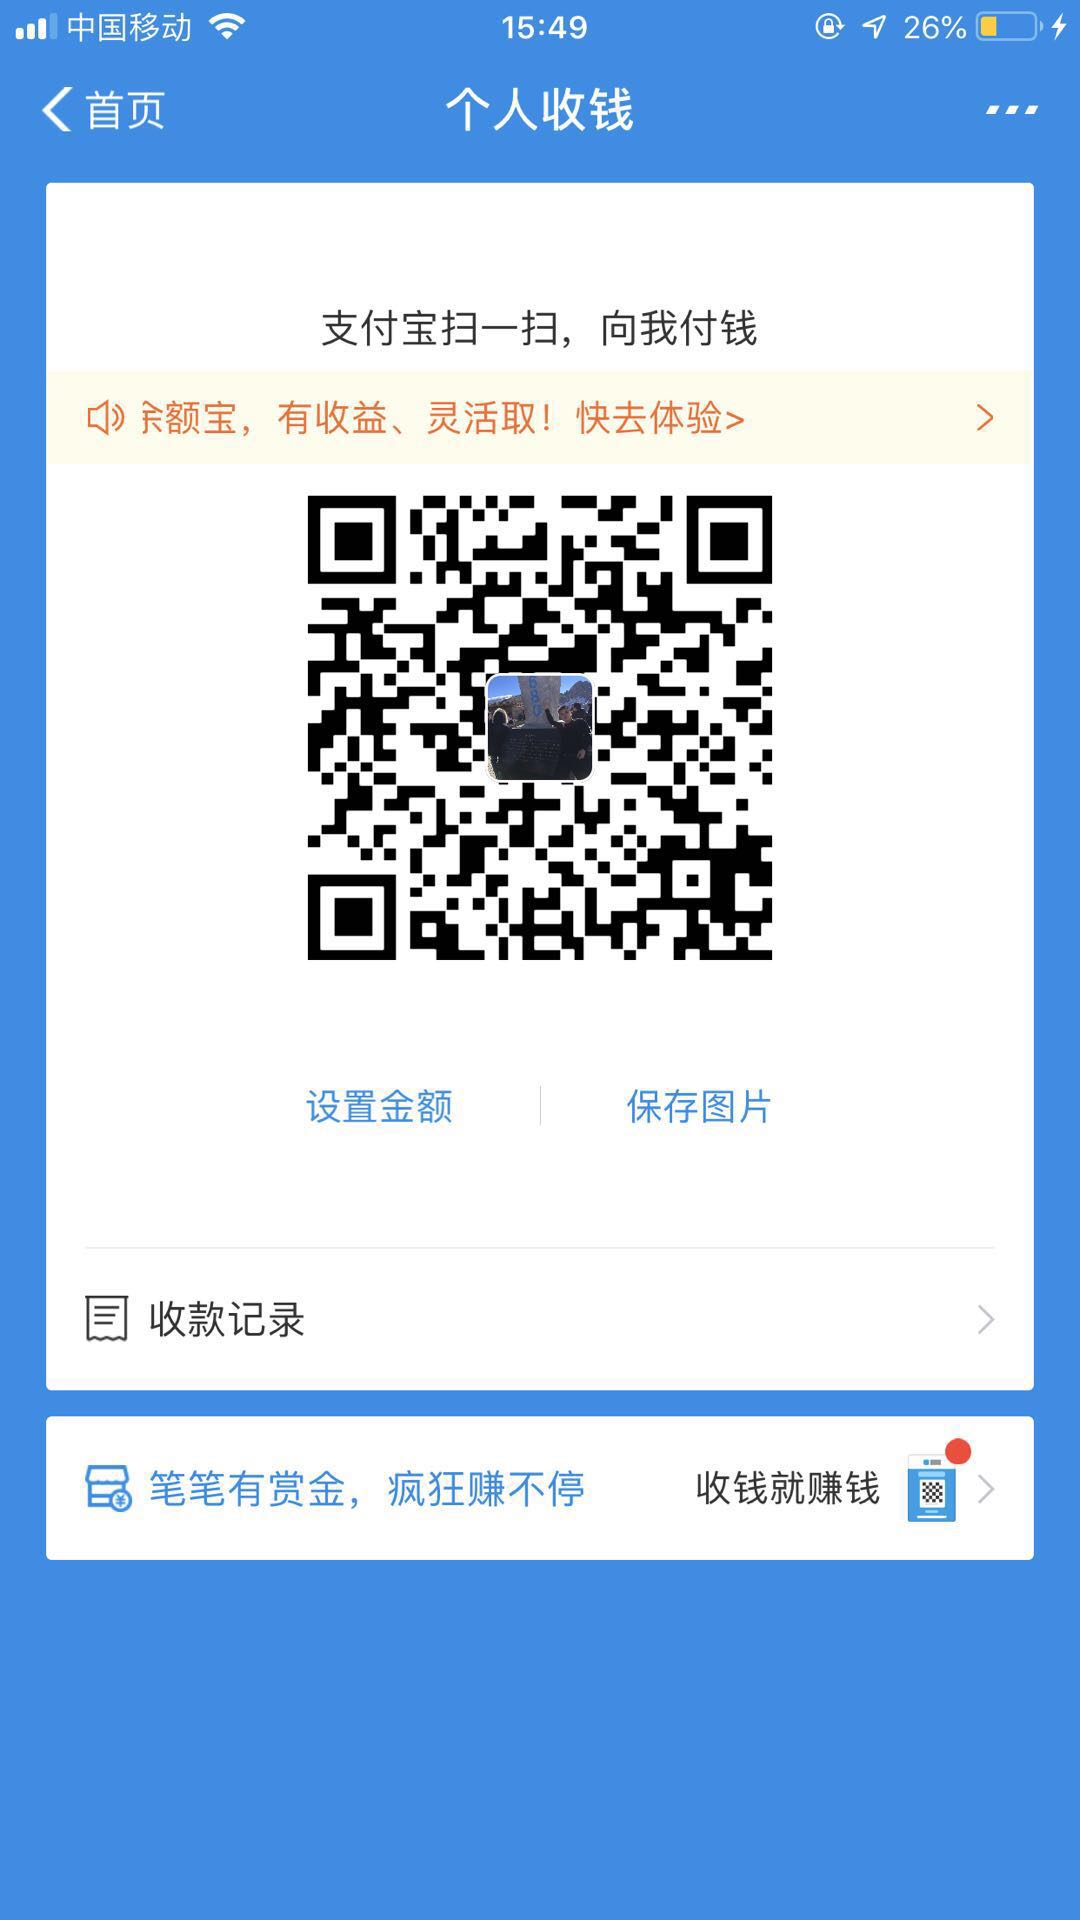 中国移动 15:49 26%
首页 个人收钱
支付宝扫一扫，向我付钱
额宝，有收益、灵活取！快去体验>
设置金额 保存图片
收款记录
笔笔有赏金，疯狂赚不停 收钱就赚钱